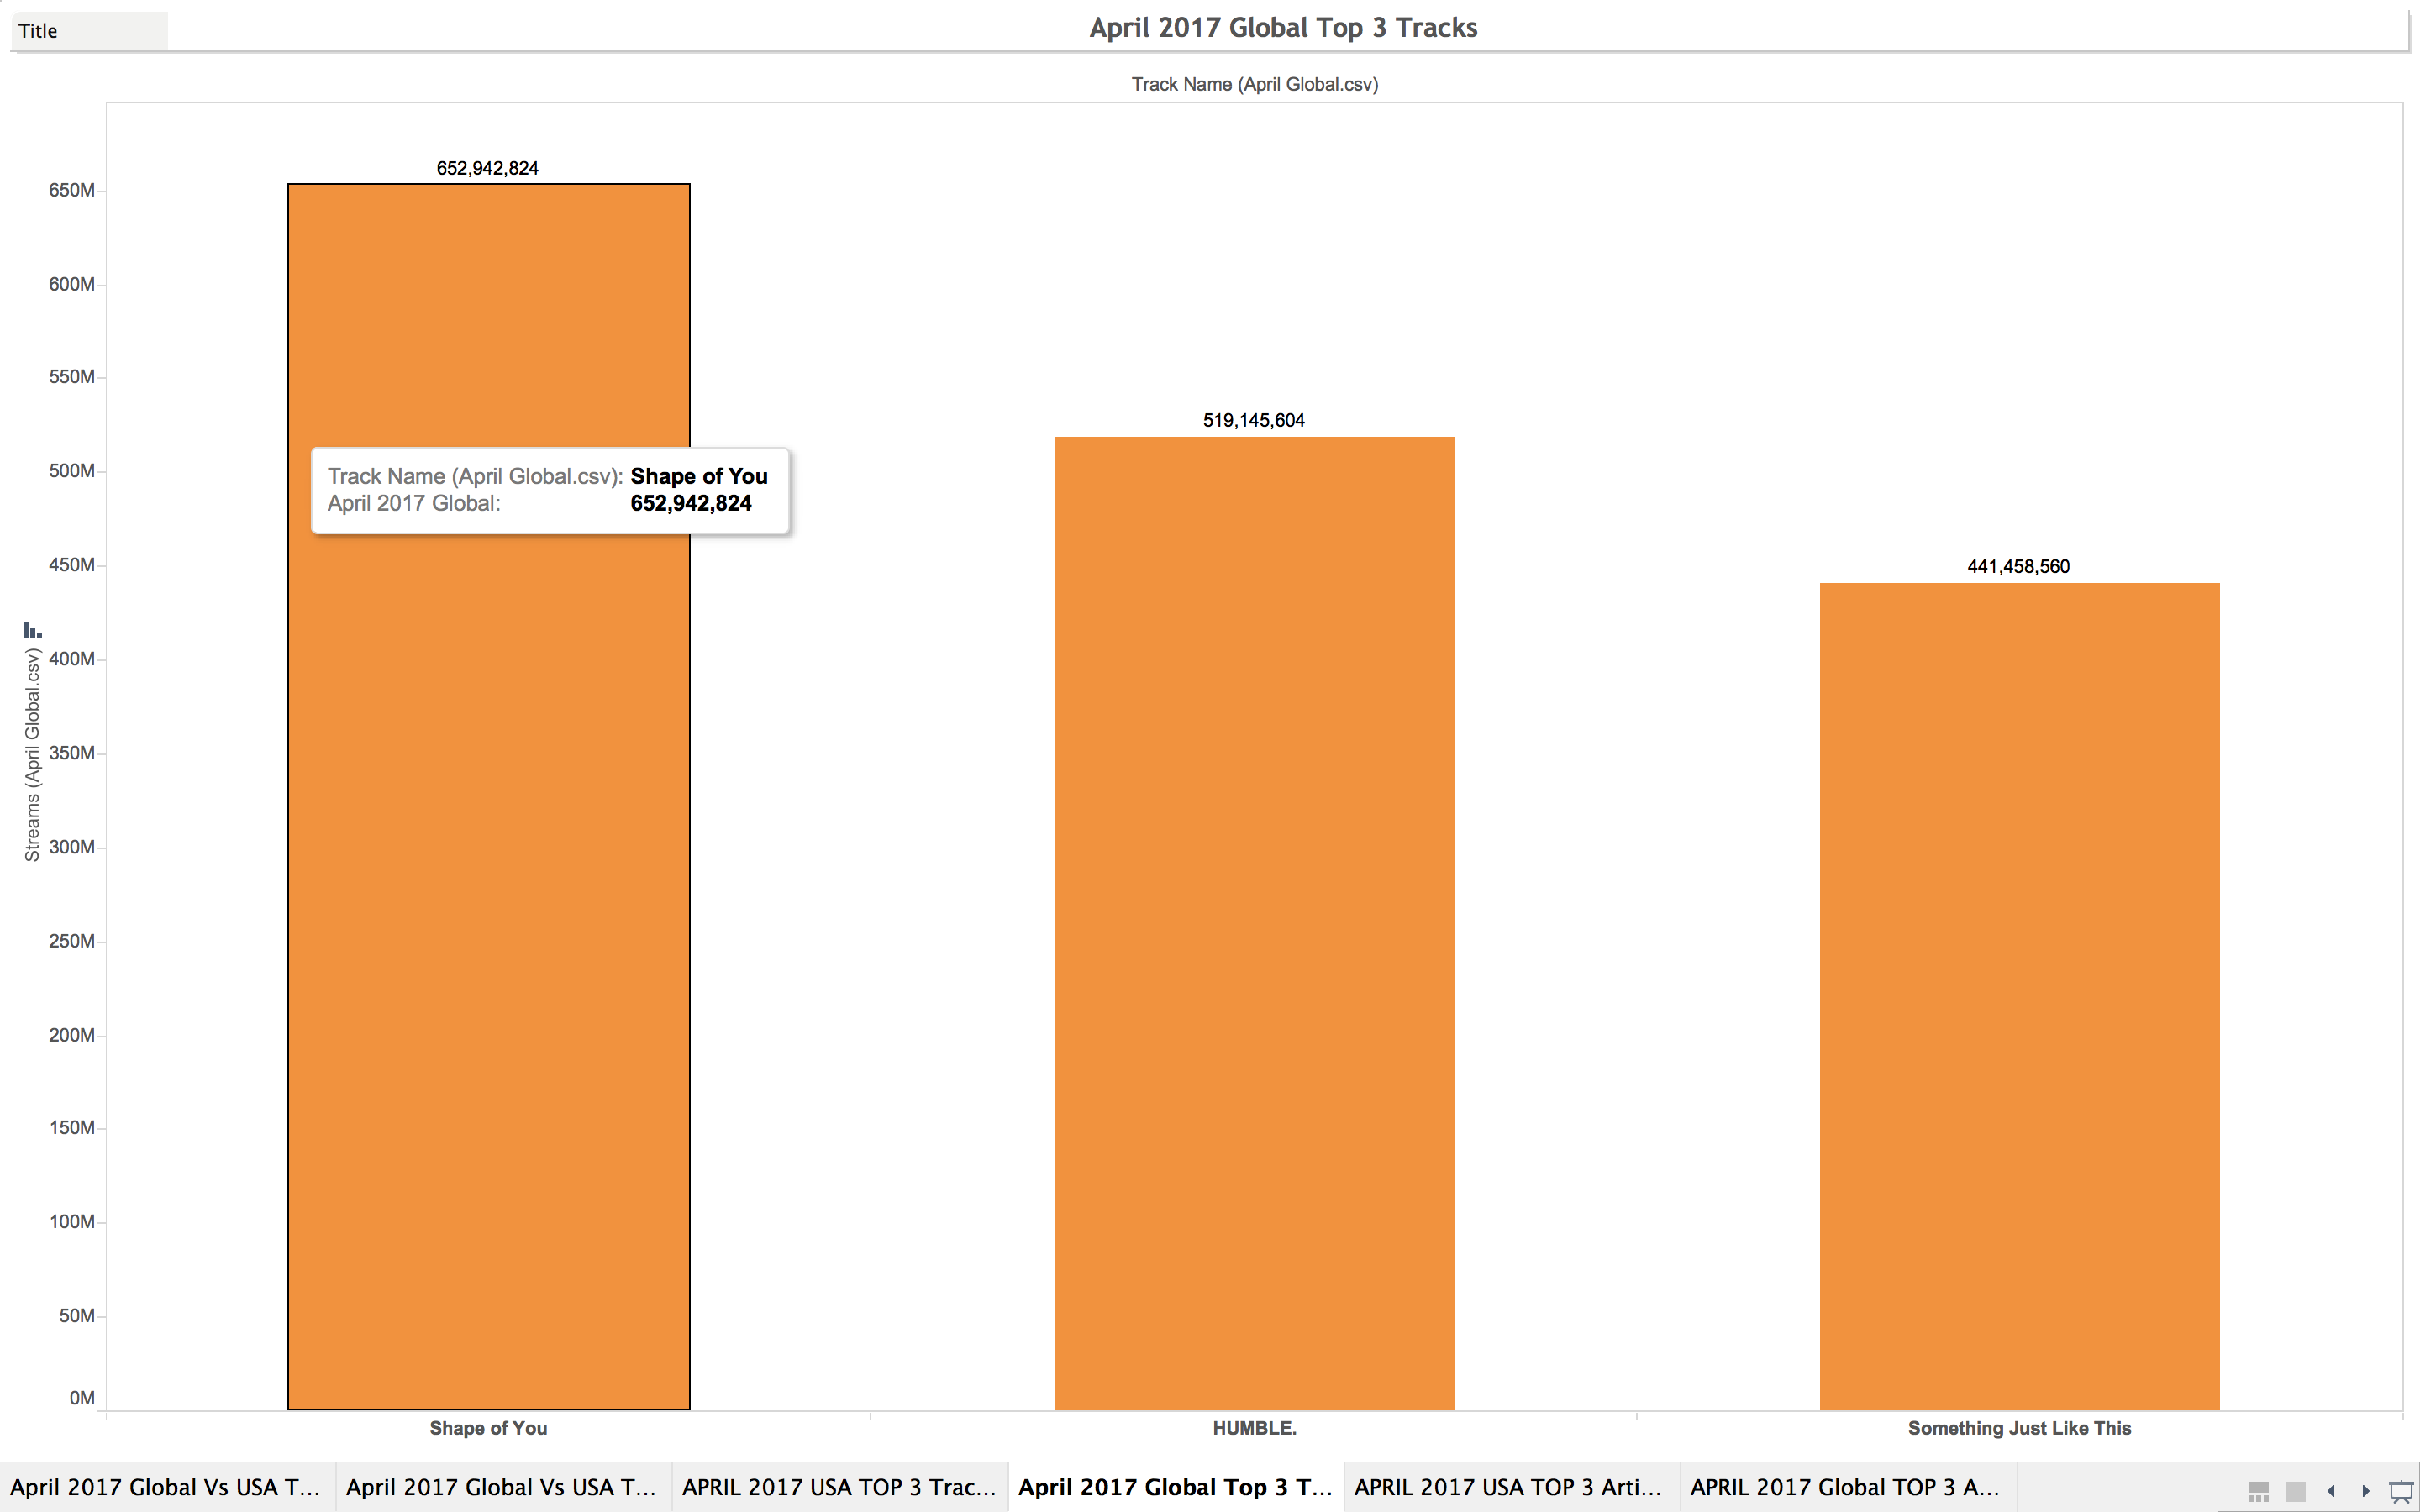 Title
April 2017 Global Top 3 Tracks
Track Name (April Global.csv)
652,942,824
650M
600M
550M
519,145,604
500M
Track Name (April Global.csv): Shape of You
April 2017 Global: 652,942,824
450M
441,458,560
400M
Streams (April Global.csv)
350M
300M
250M
200M
150M
100M
50M
0M
Shape of You
HUMBLE.
Something Just Like This
April 2017 Global Vs USA T...
April 2017 Global Vs USA T...
APRIL 2017 USA TOP 3 Trac...
April 2017 Global Top 3 T...
APRIL 2017 USA TOP 3 Arti...
APRIL 2017 Global TOP 3 A...